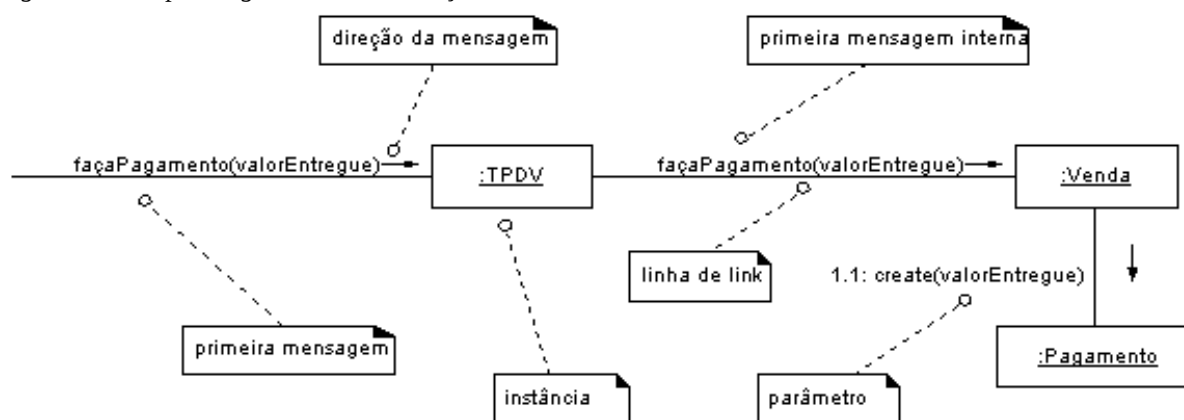 direção da mensagem
primeira mensagem interna
façaPagamento(valorEntregue)
:TPDV
façaPagamento(valorEntregue)
:Venda
linha de link
1.1: create(valorEntregue)
primeira mensagem
:Pagamento
instância
parâmetro